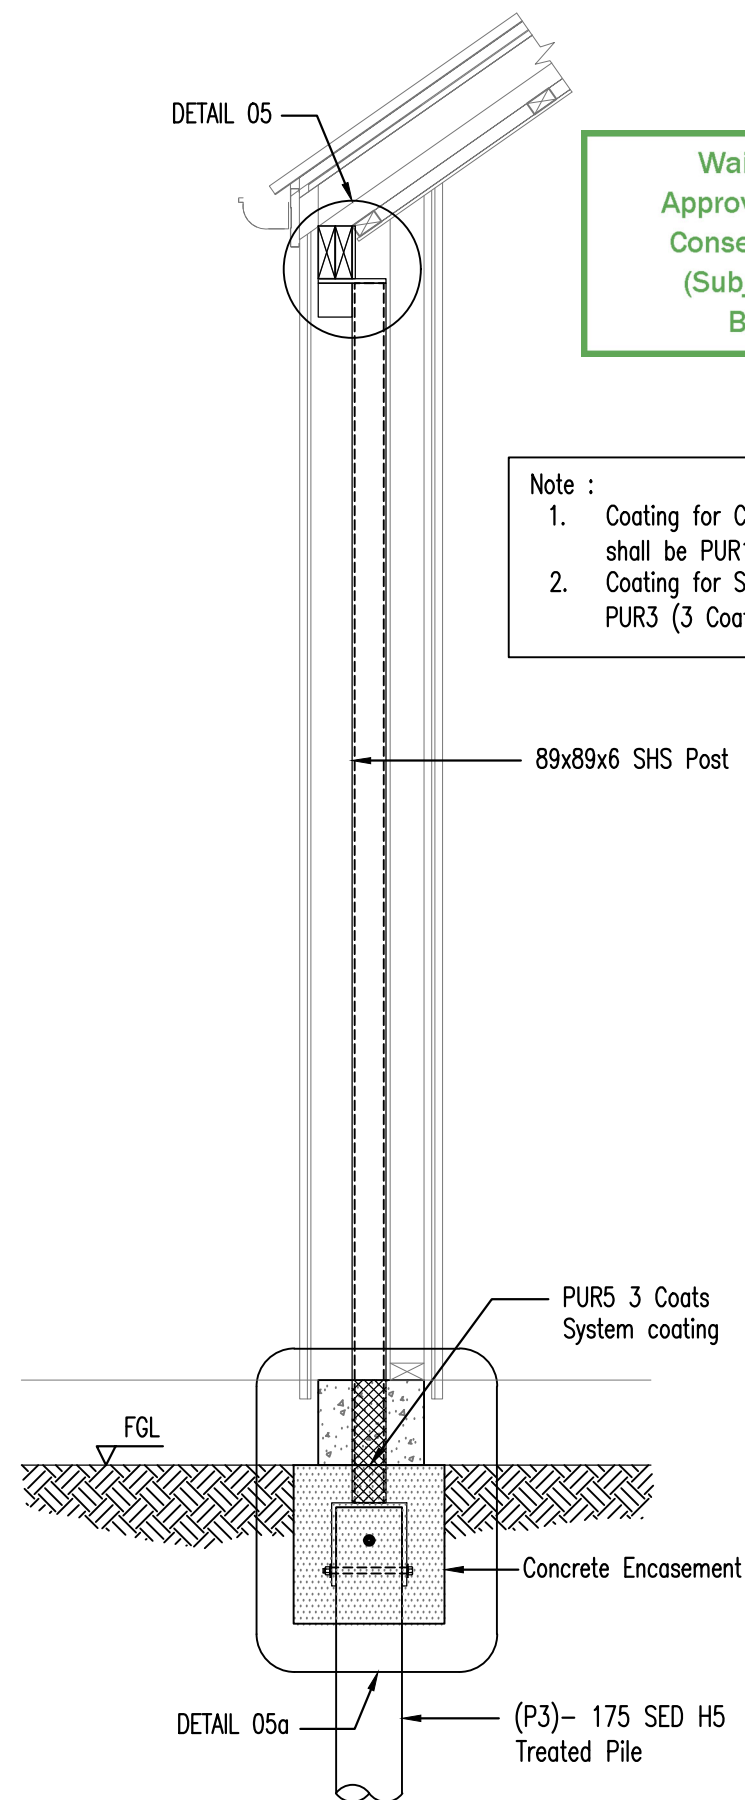 DETAIL 05
Wai
Approv
Conse
(Sub
B
Note :
1. Coating for C
shall be PUR
2. Coating for S
PUR3 (3 Coa
89x89x6 SHS Post
PUR5 3 Coats
System coating
FGL
Concrete Encasement
DETAIL 05a
(P3)- 175 SED H5
Treated Pile